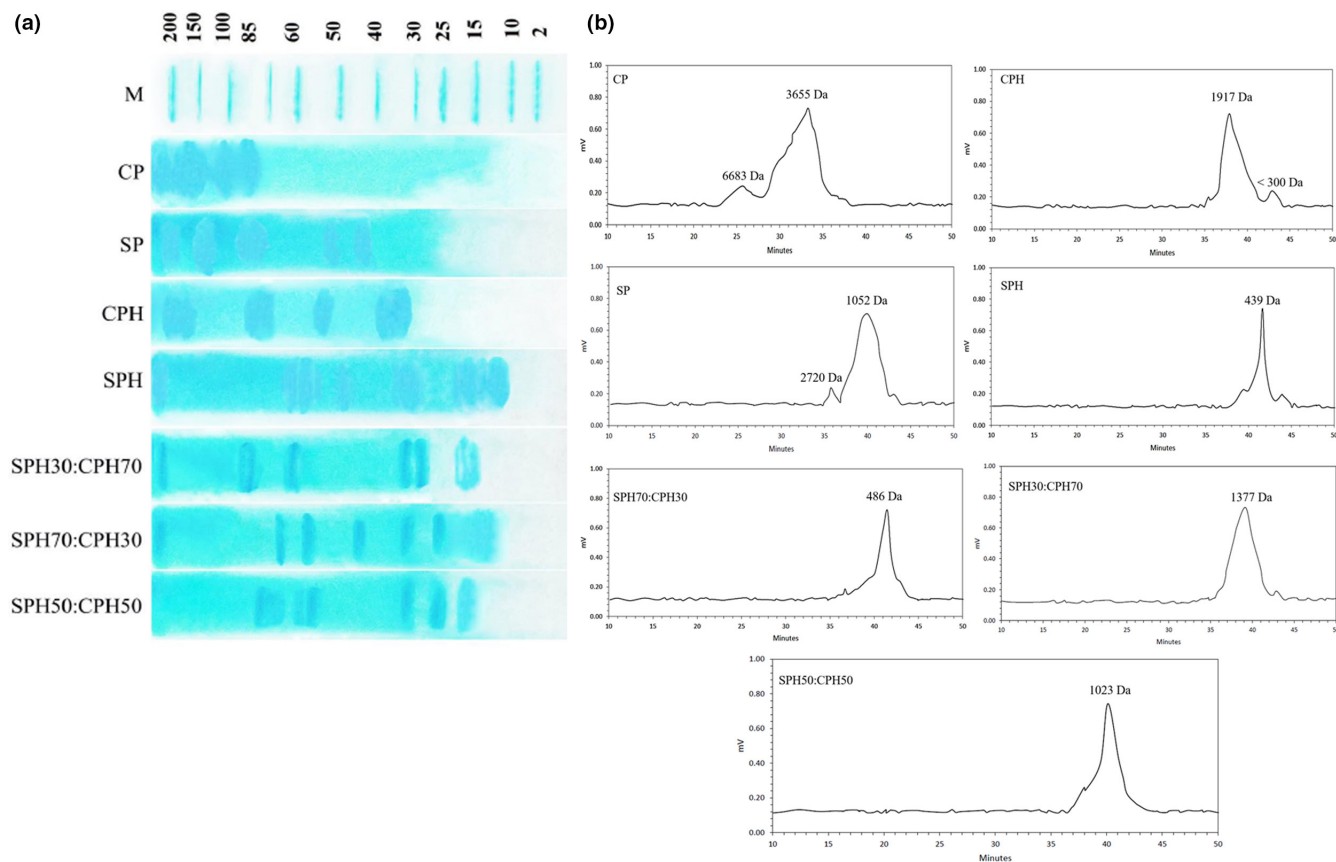 (a)
200 150 100 85 60 50 40 30 25 15 10 2
M
CP
SP
CPH
SPH
SPH30:CPH70
SPH70:CPH30
SPH50:CPH50
(b)
CP
3655 Da
6683 Da
mV
1.00
0.80
0.60
0.40
0.20
0.00
10 15 20 25 30 35 40 45 50
Minutes
CPH
1917 Da
< 300 Da
mV
1.00
0.80
0.60
0.40
0.20
0.00
10 15 20 25 30 35 40 45 50
Minutes
SP
1052 Da
2720 Da
mV
1.00
0.80
0.60
0.40
0.20
0.00
10 15 20 25 30 35 40 45 50
Minutes
SPH
439 Da
mV
1.00
0.80
0.60
0.40
0.20
0.00
10 15 20 25 30 35 40 45 50
Minutes
SPH70:CPH30
486 Da
mV
1.00
0.80
0.60
0.40
0.20
0.00
10 15 20 25 30 35 40 45 50
Minutes
SPH30:CPH70
1377 Da
mV
1.00
0.80
0.60
0.40
0.20
0.00
10 15 20 25 30 35 40 45 50
Minutes
SPH50:CPH50
1023 Da
mV
1.00
0.80
0.60
0.40
0.20
0.00
10 15 20 25 30 35 40 45 50
Minutes